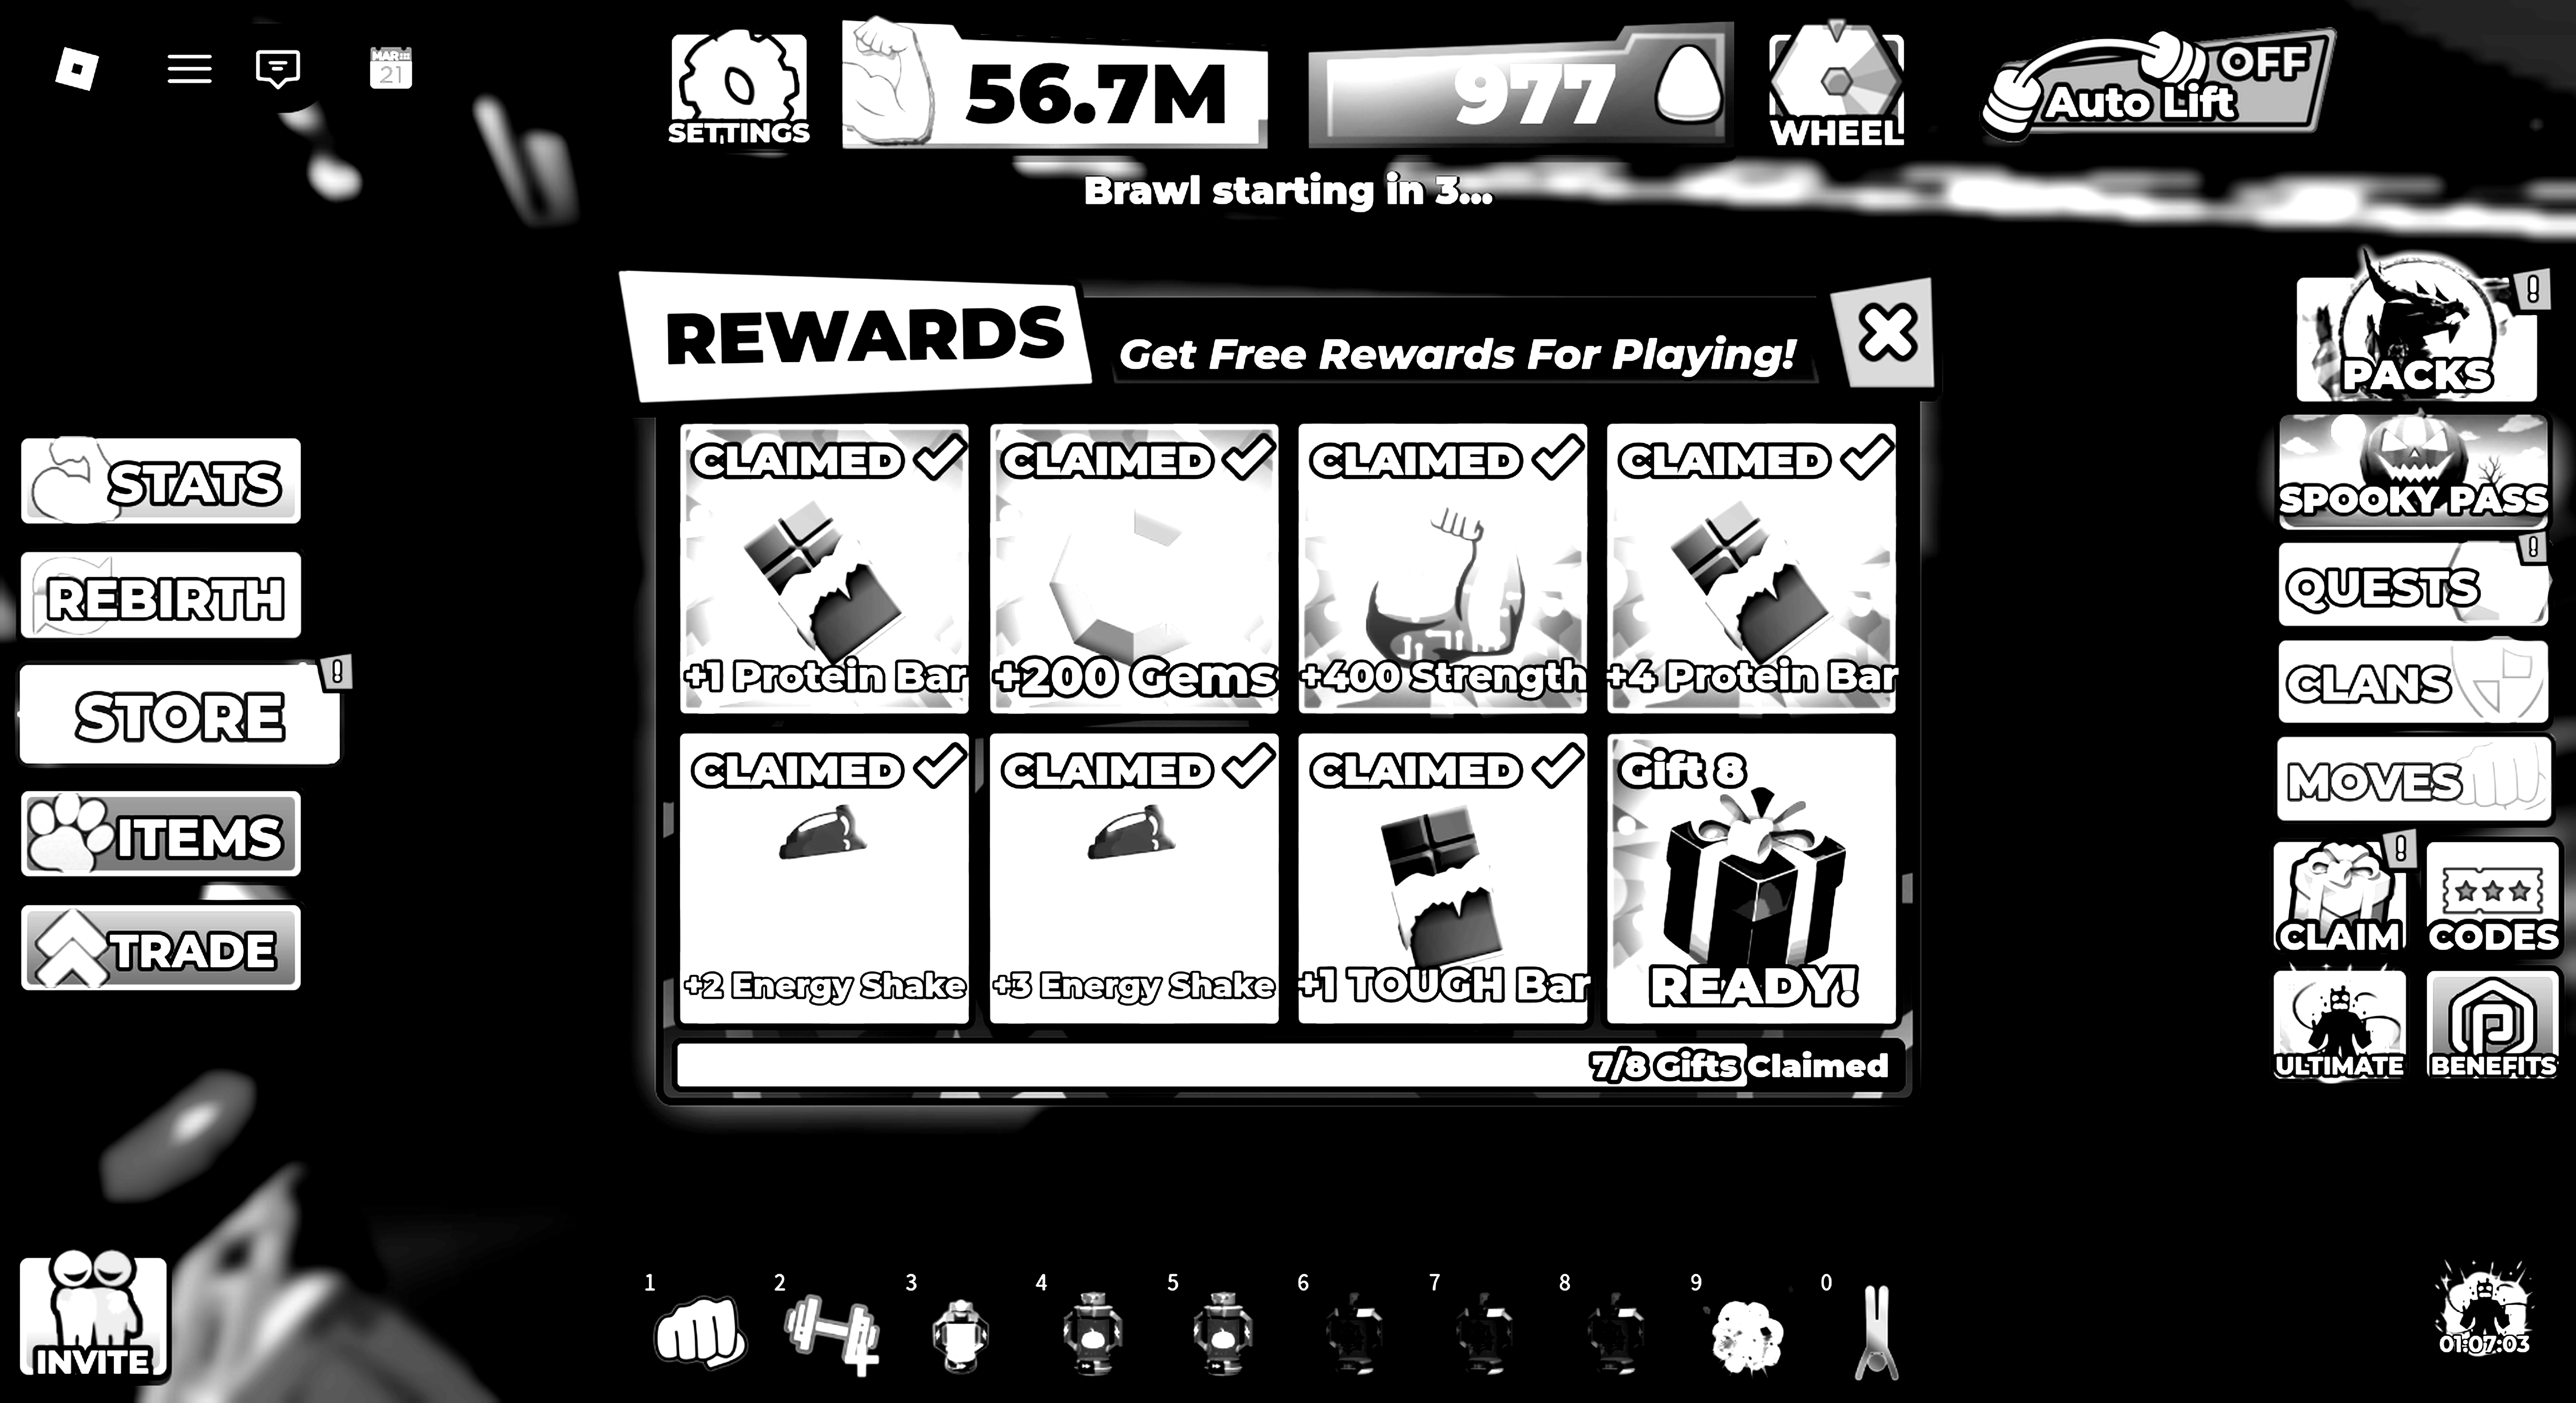 MAR
21
SETTINGS
56.7M
977
WHEEL
OFF
Auto Lift
Brawl starting in 3...
REWARDS
Get Free Rewards For Playing!
CLAIMED
+1 Protein Bar
CLAIMED
+200 Gems
CLAIMED
+400 Strength
CLAIMED
+4 Protein Bar
CLAIMED
+2 Energy Shake
CLAIMED
+3 Energy Shake
CLAIMED
+1 TOUGH Bar
Gift 8
READY!
7/8 Gifts Claimed
STATS
REBIRTH
!
STORE
ITEMS
TRADE
INVITE
!
PACKS
SPOOKY PASS
!
QUESTS
CLANS
MOVES
!
CLAIM
CODES
ULTIMATE
BENEFITS
1 2 3 4 5 6 7 8 9 0
01:07:03